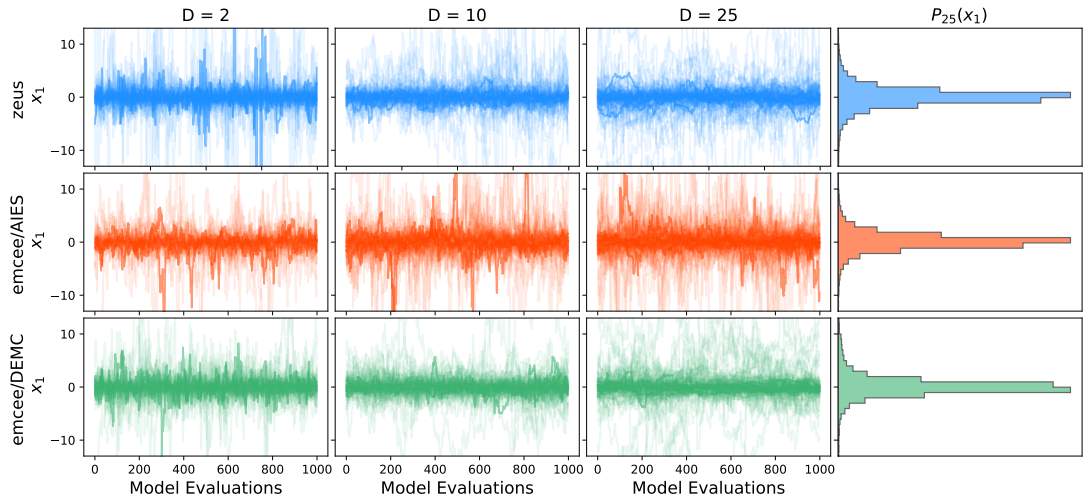 D = 2
D = 10
D = 25
P₂₅(x₁)
zeus
x₁
10
0
−10
emcee/AIES
x₁
10
0
−10
emcee/DEMC
x₁
10
0
−10
0 200 400 600 800 1000
0 200 400 600 800 1000
0 200 400 600 800 1000
Model Evaluations
Model Evaluations
Model Evaluations